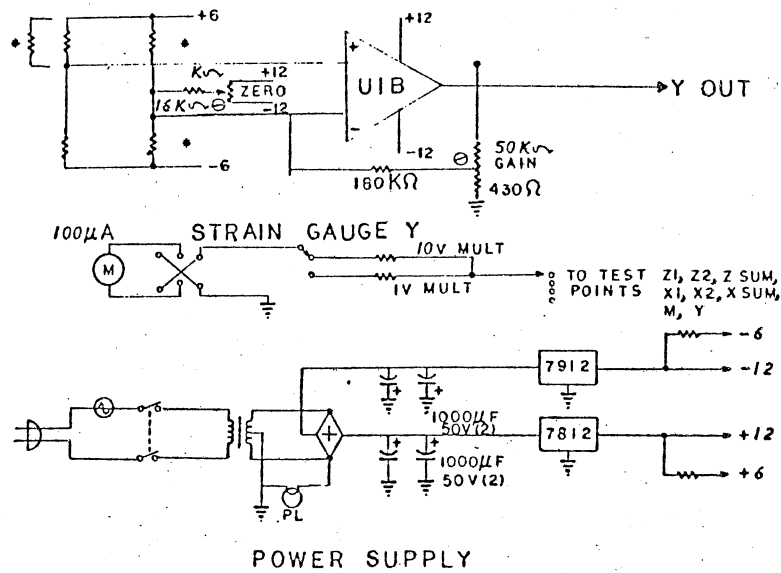 +6
*
*
+12
+
K~
+12
ZERO
16K~
-12
U1B
Y OUT
-
-12
50K~
GAIN
*
-6
180KΩ
430Ω
100µA
STRAIN GAUGE Y
10V MULT
M
1V MULT
TO TEST POINTS
Z1, Z2, Z SUM,
X1, X2, X SUM,
M, Y
-6
7912
-12
+
+
1000µF
50V(2)
7812
+12
+
+
+
1000µF
50V(2)
+6
PL
POWER SUPPLY